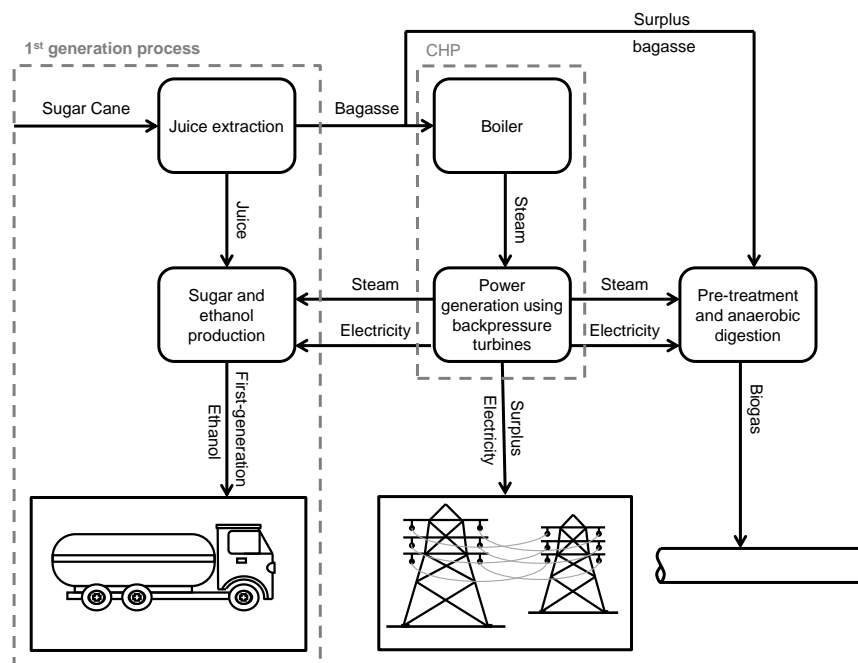 Surplus
bagasse
1st generation process
CHP
Sugar Cane
Juice extraction
Bagasse
Boiler
Juice
Steam
Sugar and
ethanol
production
Steam
Electricity
Power
generation using
backpressure
turbines
Steam
Electricity
Pre-treatment
and anaerobic
digestion
First-generation
Ethanol
Surplus
Electricity
Biogas